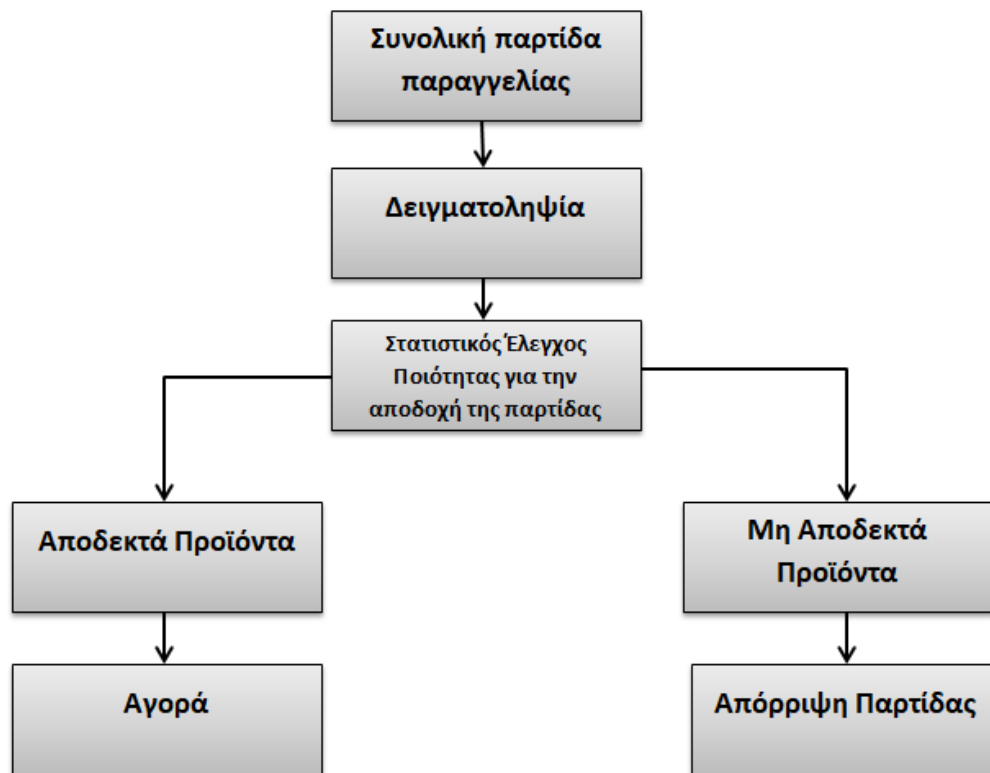 Συνολική παρτίδα
παραγγελίας
Δειγματοληψία
Στατιστικός Έλεγχος
Ποιότητας για την
αποδοχή της παρτίδας
Αποδεκτά Προϊόντα
Μη Αποδεκτά
Προϊόντα
Αγορά
Απόρριψη Παρτίδας